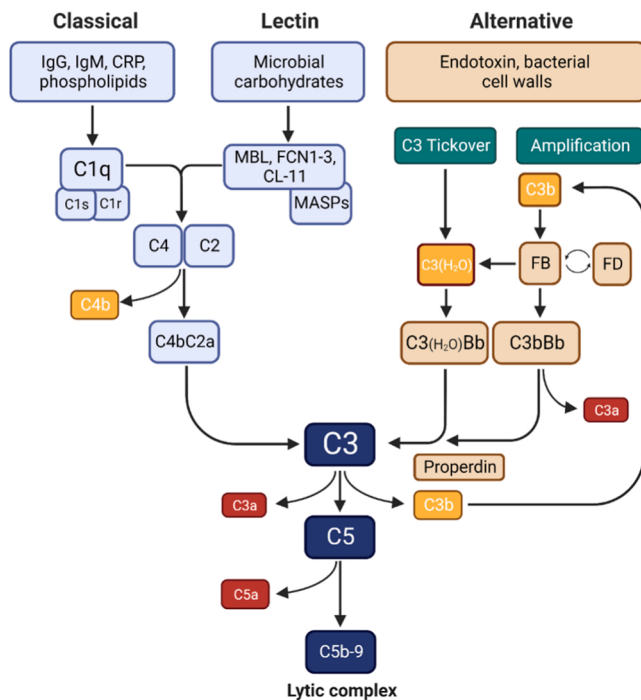 Classical
Lectin
Alternative
IgG, IgM, CRP,
phospholipids
Microbial
carbohydrates
Endotoxin, bacterial
cell walls
C3 Tickover
Amplification
C1q
C1s
C1r
MBL, FCN1-3,
CL-11
MASPs
C3b
C4
C2
C3(H₂O)
FB
FD
C4b
C4bC2a
C3(H₂O)Bb
C3bBb
C3a
C3
Properdin
C3a
C3b
C5
C5a
C5b-9
Lytic complex